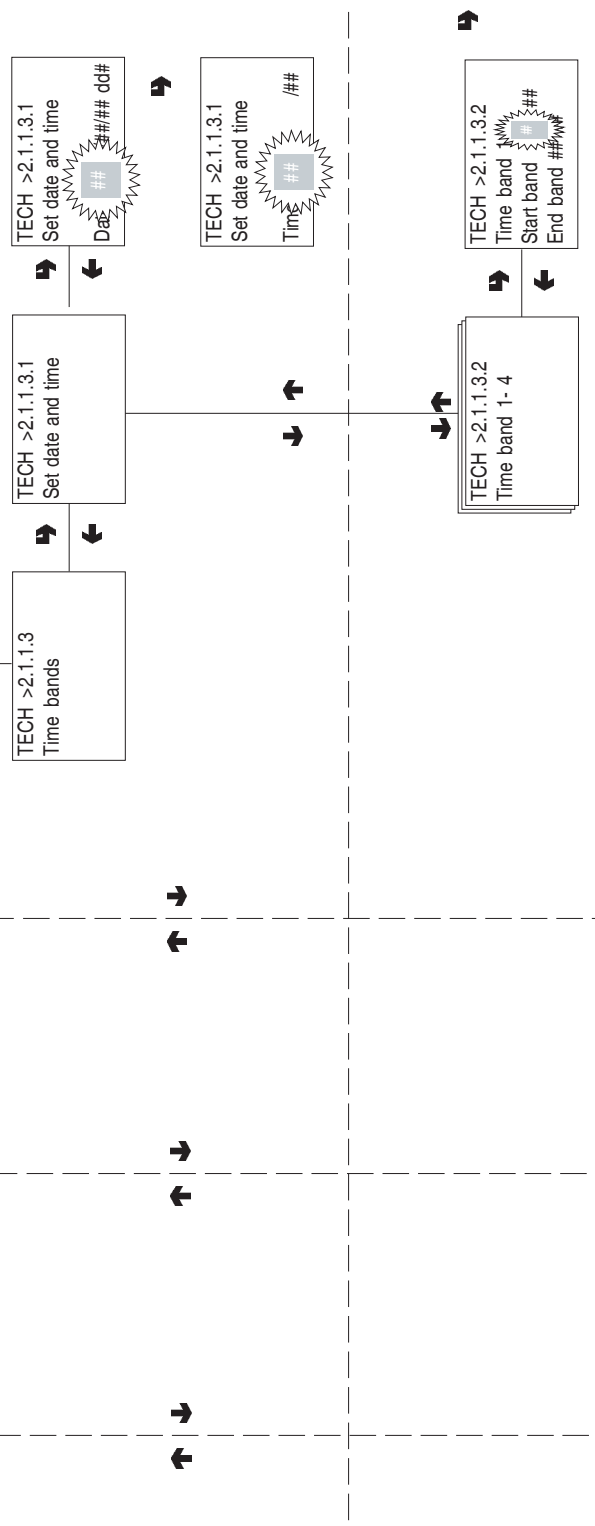 TECH >2.1.1.3
Time bands
TECH >2.1.1.3.1
Set date and time
TECH >2.1.1.3.1
Set date and time
## ##/## dd#
TECH >2.1.1.3.1
Set date and time
Time ## /##
TECH >2.1.1.3.2
Time band 1- 4
TECH >2.1.1.3.2
Time band 1
Start band # ##
End band ##